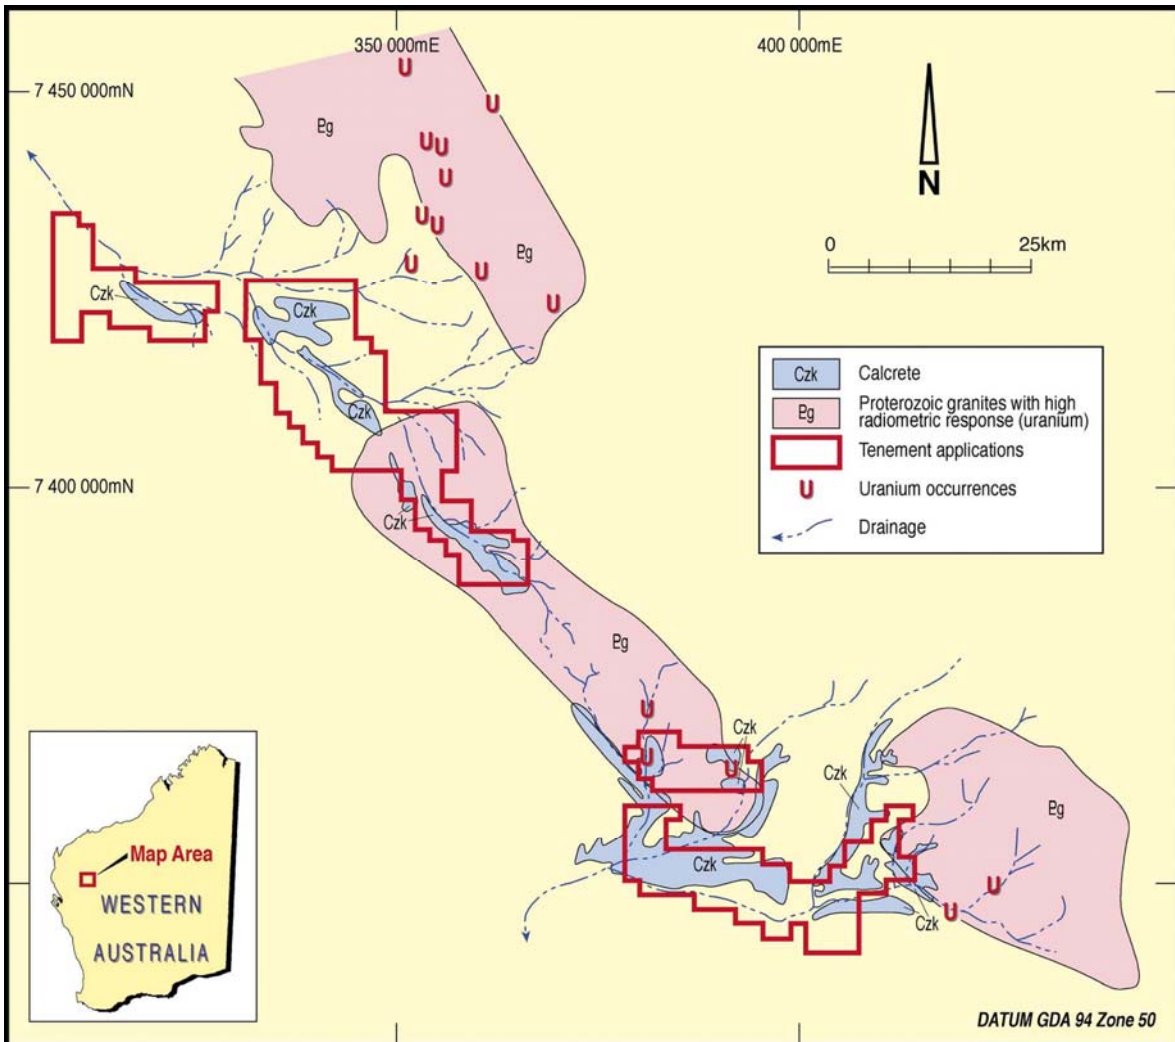 350 000mE
400 000mE
U
7 450 000mN
U
Pg
U U
U
N
U U
Pg
U
U
0
25km
Czk
Czk
U
Czk
Czk
Calcrete
Pg
Proterozoic granites with high
radiometric response (uranium)
Tenement applications
U
Uranium occurrences
Drainage
7 400 000mN
Czk
Pg
U
Czk
U
U
Czk
Pg
Czk
U
U
Czk
Map Area
WESTERN
AUSTRALIA
DATUM GDA 94 Zone 50